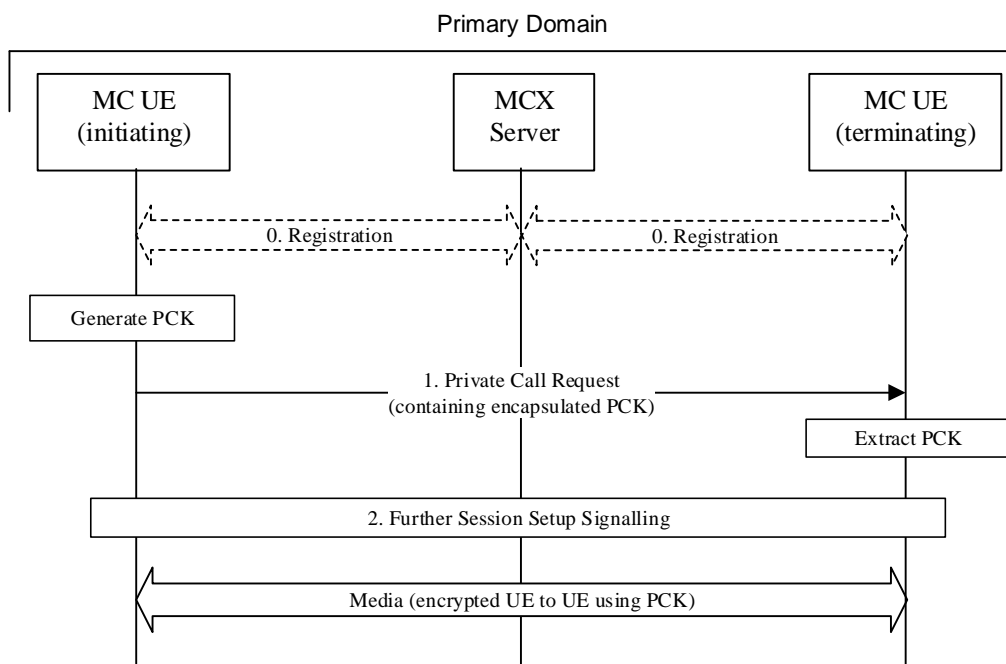 Primary Domain
MC UE
(initiating)
MCX
Server
MC UE
(terminating)
0. Registration
0. Registration
Generate PCK
1. Private Call Request
(containing encapsulated PCK)
Extract PCK
2. Further Session Setup Signalling
Media (encrypted UE to UE using PCK)